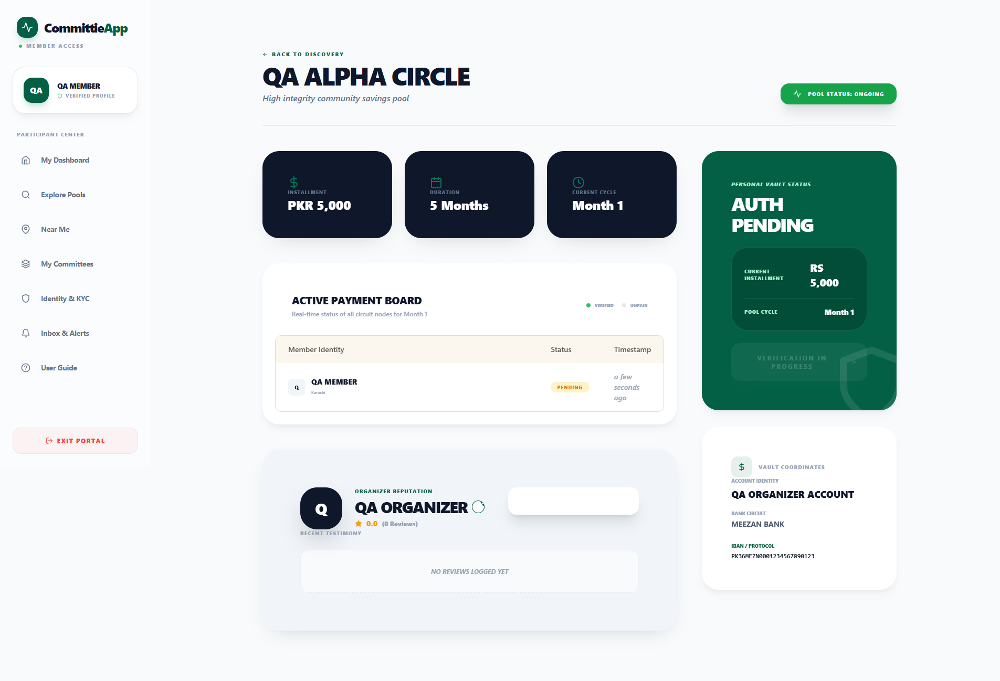 CommittieApp
MEMBER ACCESS
QA
QA MEMBER
VERIFIED PROFILE
PARTICIPANT CENTER
My Dashboard
Explore Pools
Near Me
My Committees
Identity & KYC
Inbox & Alerts
User Guide
EXIT PORTAL
BACK TO DISCOVERY
QA ALPHA CIRCLE
High integrity community savings pool
POOL STATUS: ONGOING
INSTALLMENT
PKR 5,000
DURATION
5 Months
CURRENT CYCLE
Month 1
ACTIVE PAYMENT BOARD
Real-time status of all circuit nodes for Month 1
VERIFIED
UNPAID
Member Identity
Status
Timestamp
Q
QA MEMBER
Karachi
PENDING
a few
seconds
ago
Q
ORGANIZER REPUTATION
QA ORGANIZER
0.0 (0 Reviews)
RECENT TESTIMONY
NO REVIEWS LOGGED YET
PERSONAL VAULT STATUS
AUTH
PENDING
CURRENT
INSTALLMENT
RS
5,000
POOL CYCLE
Month 1
VERIFICATION IN
PROGRESS
VAULT COORDINATES
ACCOUNT IDENTITY
QA ORGANIZER ACCOUNT
BANK CIRCUIT
MEEZAN BANK
IBAN / PROTOCOL
PK36MEZN0001234567890123